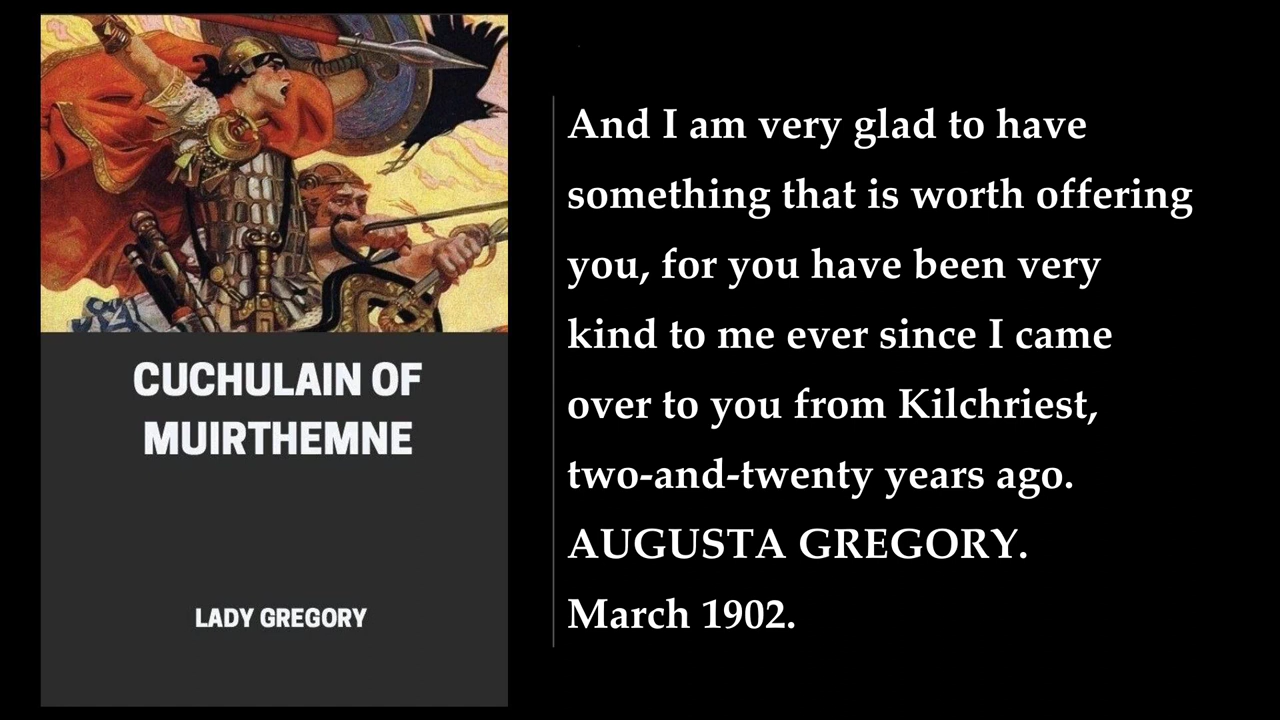 CUCHULAIN OF
MUIRTHEMNE
LADY GREGORY
And I am very glad to have
something that is worth offering
you, for you have been very
kind to me ever since I came
over to you from Kilchriest,
two-and-twenty years ago.
AUGUSTA GREGORY.
March 1902.